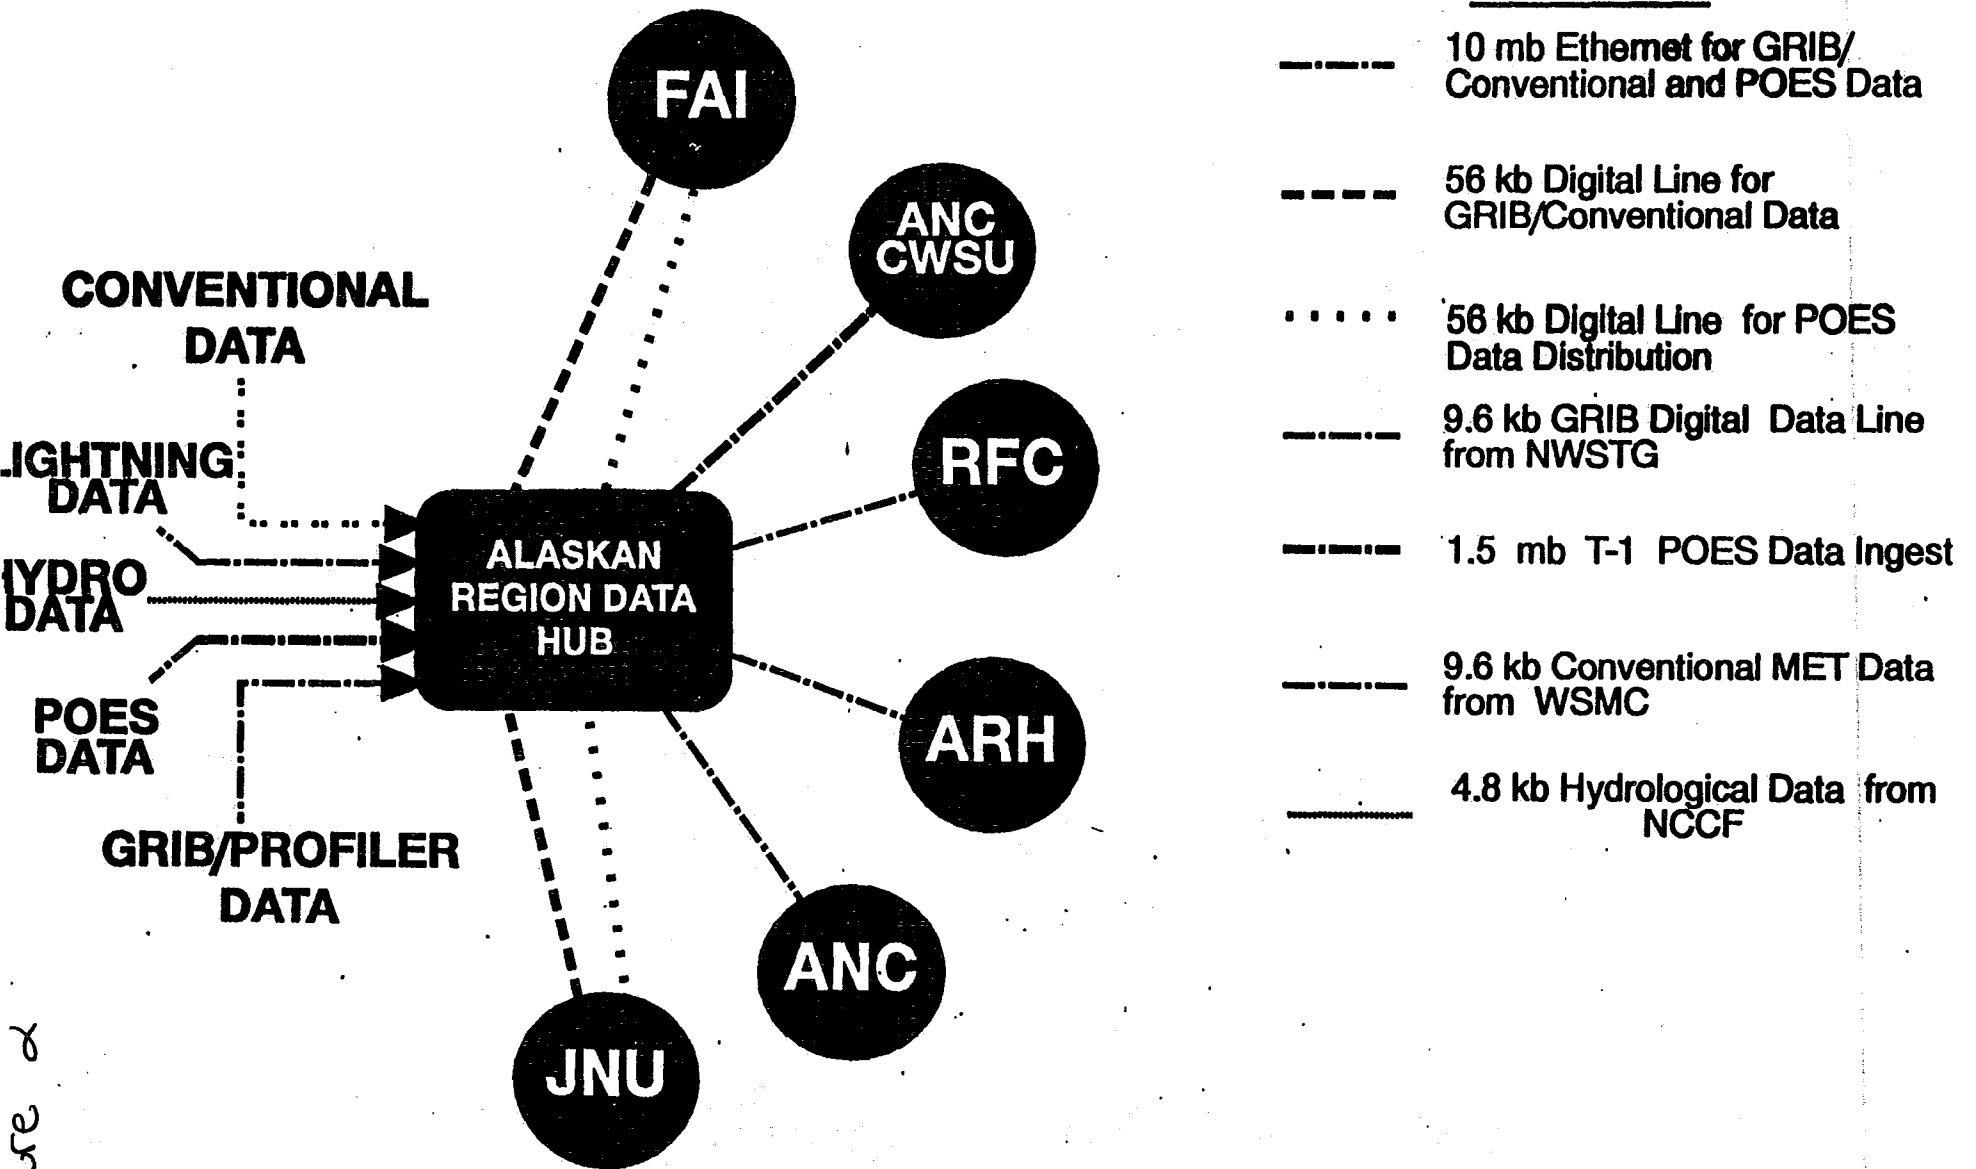 FAI
ANC
CWSU
CONVENTIONAL
DATA
LIGHTNING
DATA
RFC
ALASKAN
REGION DATA
HUB
HYDRO
DATA
POES
DATA
ARH
GRIB/PROFILER
DATA
ANC
JNU
10 mb Ethernet for GRIB/
Conventional and POES Data
56 kb Digital Line for
GRIB/Conventional Data
56 kb Digital Line for POES
Data Distribution
9.6 kb GRIB Digital Data Line
from NWSTG
1.5 mb T-1 POES Data Ingest
9.6 kb Conventional MET Data
from WSMC
4.8 kb Hydrological Data from
NCCF